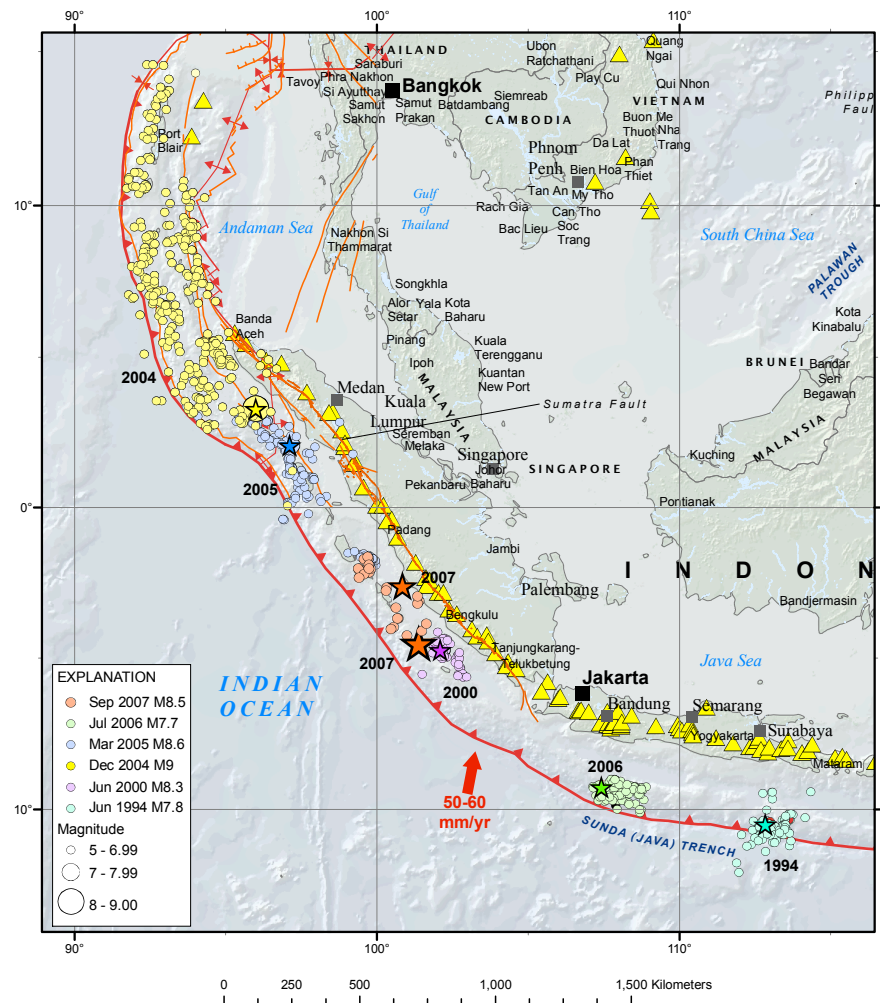 90°
100°
110°
THAILAND
Saraburi
Tavoy
Phra Nakhon
Si Ayutthay
Samut
Sakhon
Bangkok
Samut
Prakan
Ubon
Ratchathani
Siemreab
Batdambang
CAMBODIA
Play Cu
Quang
Ngai
Qui Nhon
VIETNAM
Buon Me
Thuot
Nha
Trang
Da Lat
Phnom
Penh
Bien Hoa
Phan
Thiet
Tan An
My Tho
Rach Gia
Can Tho
Bac Lieu
Soc
Trang
Philipp
Faul
Port
Blair
10°
Andaman Sea
Gulf
of
Thailand
Nakhon Si
Thammarat
South China Sea
PALAWAN
TROUGH
Songkhla
Alor
Setar
Yala
Kota
Baharu
Pinang
Kuala
Terengganu
Ipoh
Kuantan
New Port
Kota
Kinabalu
BRUNEI
Bandar
Seri
Begawan
Banda
Aceh
2004
Medan
Kuala
Lumpur
MALAYSIA
Sumatra Fault
Seremban
Melaka
Singapore
SINGAPORE
Johor
Baharu
Pekanbaru
Kuching
MALAYSIA
Pontianak
2005
0°
Padang
Jambi
I N D O N
2007
Palembang
Bandjermasin
Bengkulu
Tanjungkarang-
Telukbetung
2007
2000
Java Sea
INDIAN
OCEAN
Jakarta
Bandung
Semarang
Yogyakarta
Surabaya
Mataram
2006
50-60
mm/yr
SUNDA (JAVA) TRENCH
1994
10°
EXPLANATION
Sep 2007 M8.5
Jul 2006 M7.7
Mar 2005 M8.6
Dec 2004 M9
Jun 2000 M8.3
Jun 1994 M7.8
Magnitude
5 - 6.99
7 - 7.99
8 - 9.00
90°
100°
110°
0 250 500 1,000 1,500 Kilometers